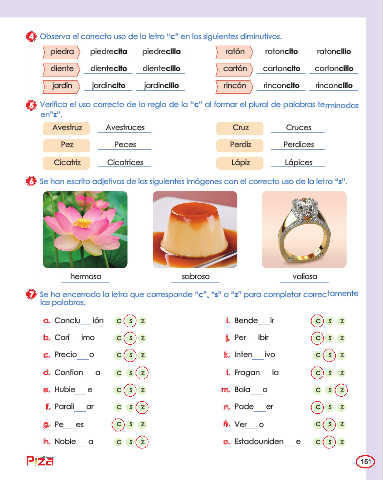 4 Observa el correcto uso de la letra “c” en los siguientes diminutivos.
piedra piedrecita piedrecilla ratón ratoncito ratoncillo
diente dientecito dientecillo cartón cartoncito cartoncillo
jardín jardincito jardincillo rincón rinconcito rinconcillo
5 Verifica el uso correcto de la regla de la “c” al formar el plural de palabras terminadas
en“z”.
Avestruz Avestruces Cruz Cruces
Pez Peces Perdiz Perdices
Cicatriz Cicatrices Lápiz Lápices
6 Se han escrito adjetivos de las siguientes imágenes con el correcto uso de la letra “s”.
hermosa sabrosa valiosa
7 Se ha encerrado la letra que corresponde “c”, “s” o “z” para completar correctamente
las palabras.
a. Conclu__ión c s z i. Bende__ir c s z
b. Cari__imo c s z j. Per__ibir c s z
c. Precio__o c s z k. Inten__ivo c s z
d. Confian__a c s z l. Fragan__ia c s z
e. Hubie__e c s z m. Bala__o c s z
f. Parali__ar c s z n. Pade__er c s z
g. Pe__es c s z ñ. Ver__o c s z
h. Noble__a c s z o. Estadouniden__e c s z
Piza 151